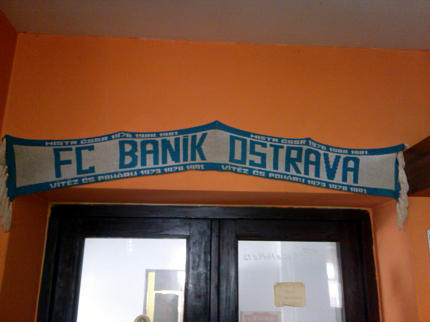 MISTR ČSSR 1976 1980 1981 MISTR ČSSR 1976 1980 1981
FC BANÍK OSTRAVA
VÍTĚZ ČS POHÁRU 1973 1978 1991 VÍTĚZ ČS POHÁRU 1973 1978 1991